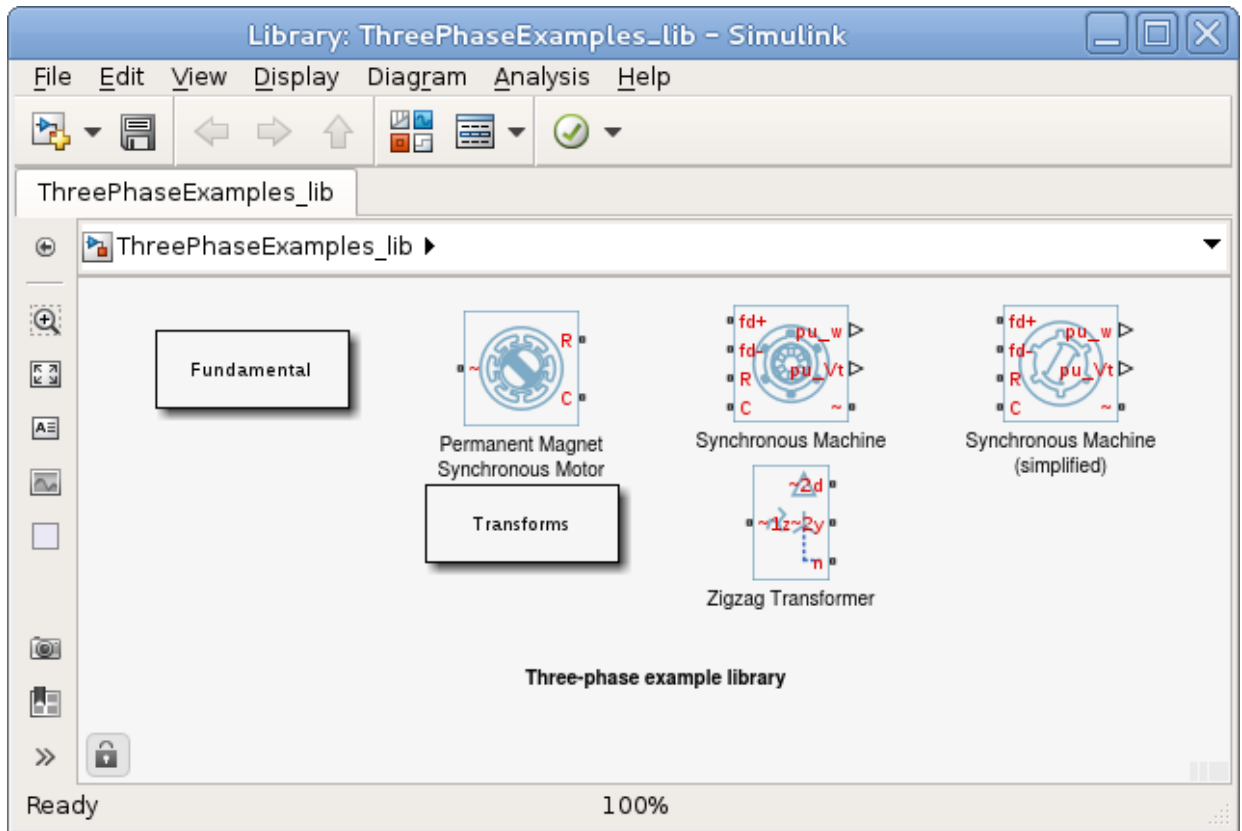 Library: ThreePhaseExamples_lib - Simulink
File Edit View Display Diagram Analysis Help
ThreePhaseExamples_lib
ThreePhaseExamples_lib
Fundamental
~ R C
Permanent Magnet
Synchronous Motor
fd+ pu_w
fd- pu_Vt
R
C ~
Synchronous Machine
fd+ pu_w
fd- pu_Vt
R
C ~
Synchronous Machine
(simplified)
Transforms
~2d
~1z~2y
n
Zigzag Transformer
Three-phase example library
Ready 100%